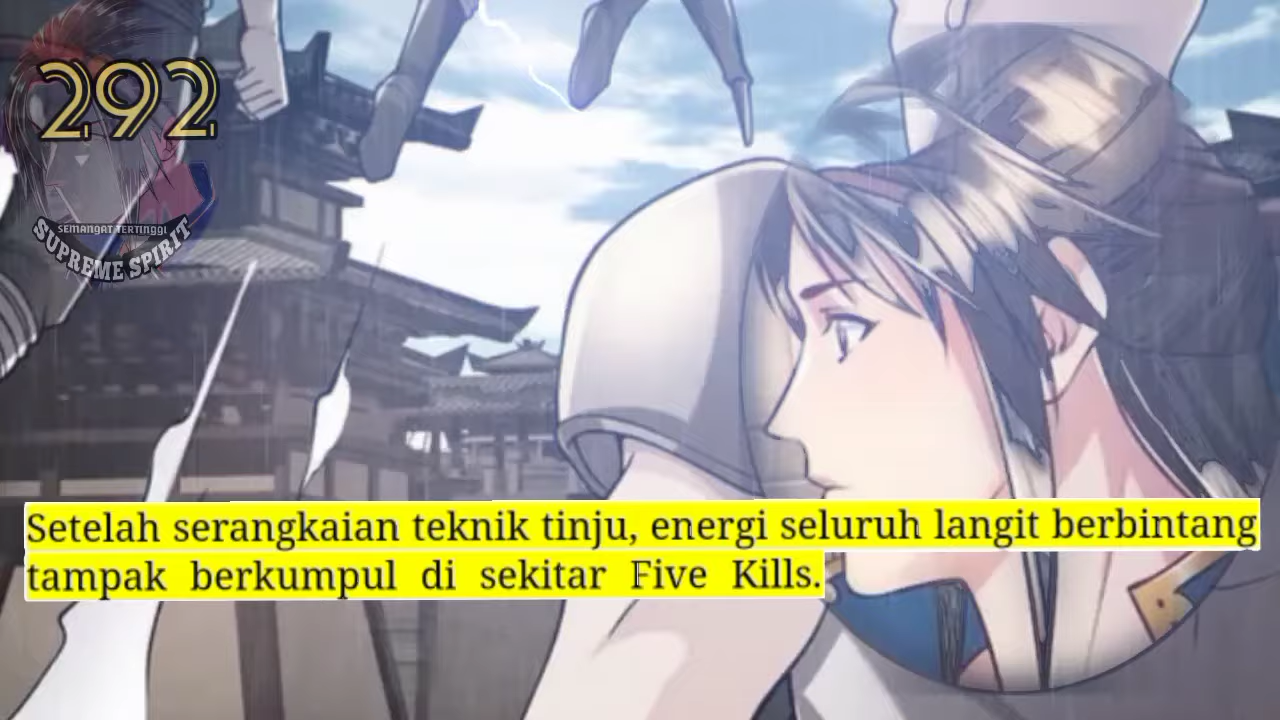 292
SEMANGAT TERTINGGI
SUPREME SPIRIT
Setelah serangkaian teknik tinju, energi seluruh langit berbintang
tampak berkumpul di sekitar Five Kills.